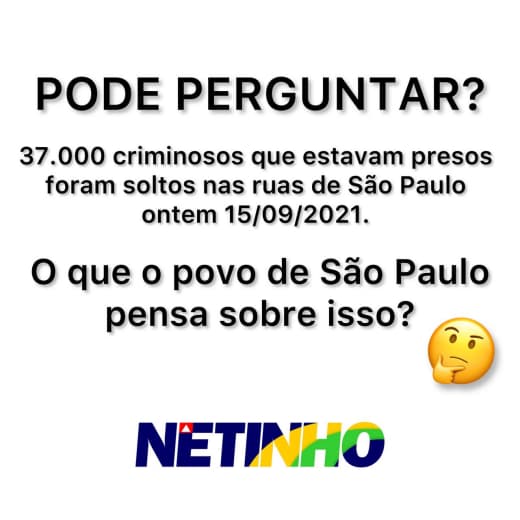 PODE PERGUNTAR?
37.000 criminosos que estavam presos
foram soltos nas ruas de São Paulo
ontem 15/09/2021.
O que o povo de São Paulo
pensa sobre isso?
NETINHO